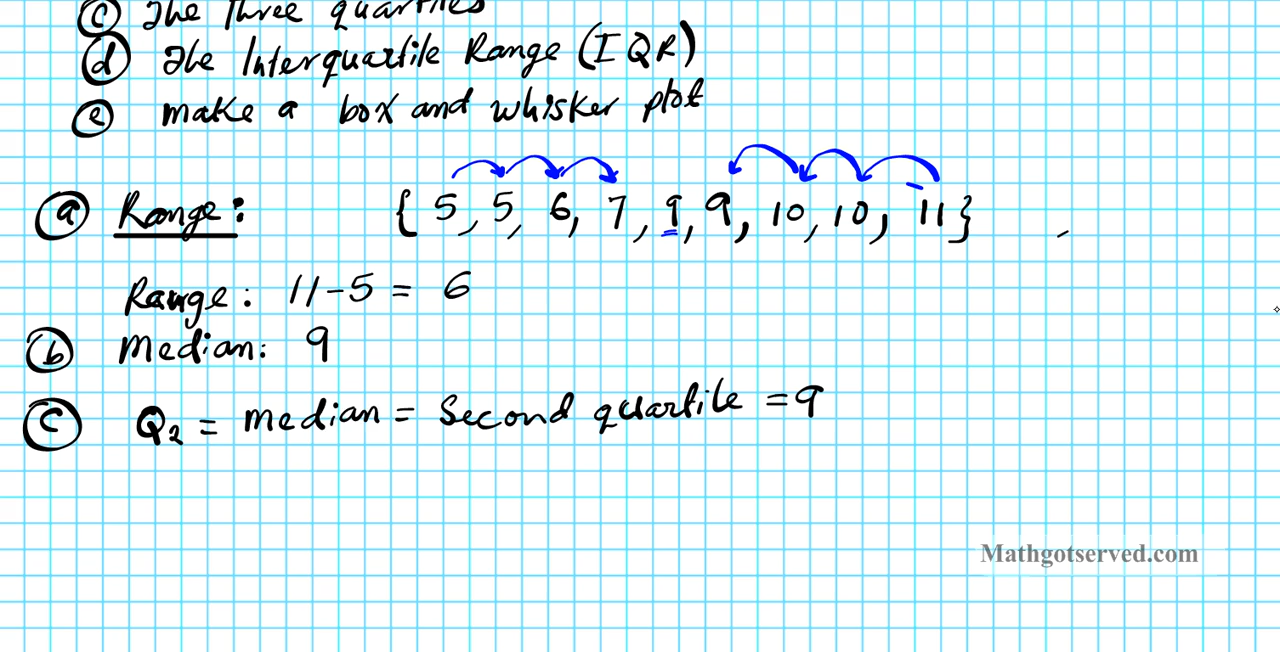 ⓒ The three quartiles
ⓓ The Interquartile Range (IQR)
ⓔ make a box and whisker plot
ⓐ Range: { 5, 5, 6, 7, 9, 9, 10, 10, 11}
Range: 11-5 = 6
ⓑ Median: 9
ⓒ Q₂ = median = Second quartile = 9
Mathgotserved.com